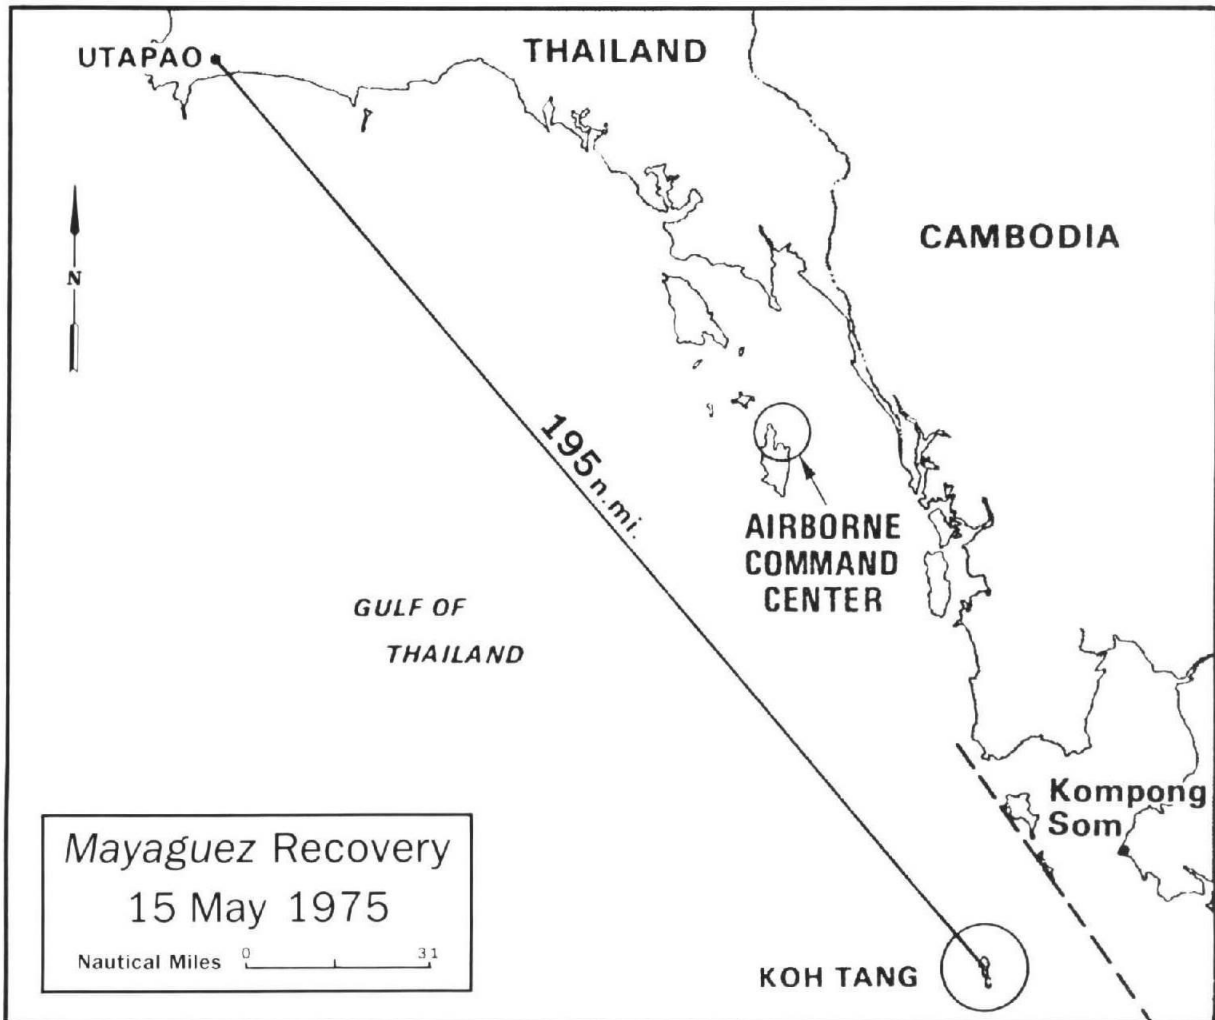 UTAPAO
THAILAND
CAMBODIA
N
195 n.mi.
AIRBORNE
COMMAND
CENTER
GULF OF
THAILAND
Kompong
Som
Mayaguez Recovery
15 May 1975
Nautical Miles 0 31
KOH TANG